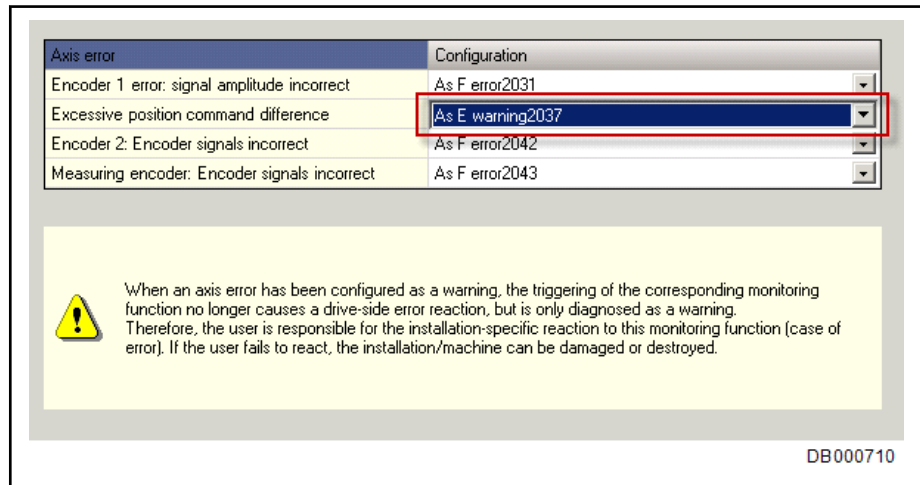 Axis error Configuration
Encoder 1 error: signal amplitude incorrect As F error2031
Excessive position command difference As E warning2037
Encoder 2: Encoder signals incorrect As F error2042
Measuring encoder: Encoder signals incorrect As F error2043
When an axis error has been configured as a warning, the triggering of the corresponding monitoring
function no longer causes a drive-side error reaction, but is only diagnosed as a warning.
Therefore, the user is responsible for the installation-specific reaction to this monitoring function (case of
error). If the user fails to react, the installation/machine can be damaged or destroyed.
DB000710